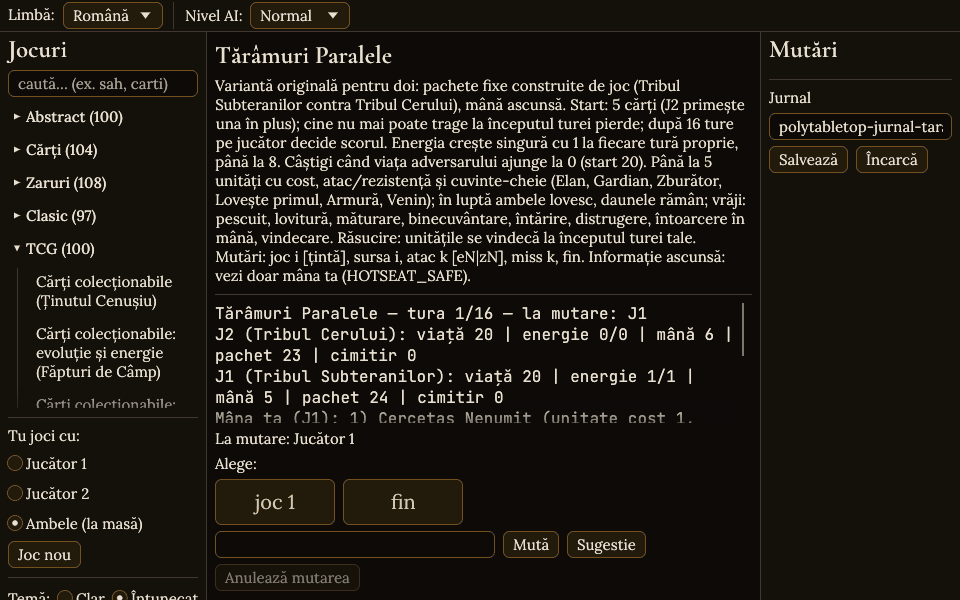 Limbă: Română ▼ Nivel AI: Normal ▼
Jocuri
caută... (ex. sah, carti)
▸ Abstract (100)
▸ Cărți (104)
▸ Zaruri (108)
▸ Clasic (97)
▾ TCG (100)
Cărți colecționabile
(Ținutul Cenușiu)
Cărți colecționabile:
evoluție și energie
(Făpturi de Câmp)
Cărți colecționabile:
Tu joci cu:
Jucător 1
Jucător 2
Ambele (la masă)
Joc nou
Temă: Clar Întunecat
Tărâmuri Paralele
Variantă originală pentru doi: pachete fixe construite de joc (Tribul
Subteranilor contra Tribul Cerului), mână ascunsă. Start: 5 cărți (J2 primește
una în plus); cine nu mai poate trage la începutul turei pierde; după 16 ture
pe jucător decide scorul. Energia crește singură cu 1 la fiecare tură proprie,
până la 8. Câștigi când viața adversarului ajunge la 0 (start 20). Până la 5
unități cu cost, atac/rezistență și cuvinte-cheie (Elan, Gardian, Zburător,
Lovește primul, Armură, Venin); în luptă ambele lovesc, daunele rămân; vrăji:
pescuit, lovitură, măturare, binecuvântare, întărire, distrugere, întoarcere în
mână, vindecare. Răsucire: unitățile se vindecă la începutul turei tale.
Mutări: joc i [țintă], sursa i, atac k [eN|zN], miss k, fin. Informație ascunsă:
vezi doar mâna ta (HOTSEAT_SAFE).
Tărâmuri Paralele — tura 1/16 — la mutare: J1
J2 (Tribul Cerului): viață 20 | energie 0/0 | mână 6 |
pachet 23 | cimitir 0
J1 (Tribul Subteranilor): viață 20 | energie 1/1 |
mână 5 | pachet 24 | cimitir 0
Mâna ta (J1): 1) Cercetaș Nenumit (unitate cost 1,
La mutare: Jucător 1
Alege:
joc 1 fin
Mută Sugestie
Anulează mutarea
Mutări
Jurnal
polytabletop-jurnal-tar
Salvează Încarcă